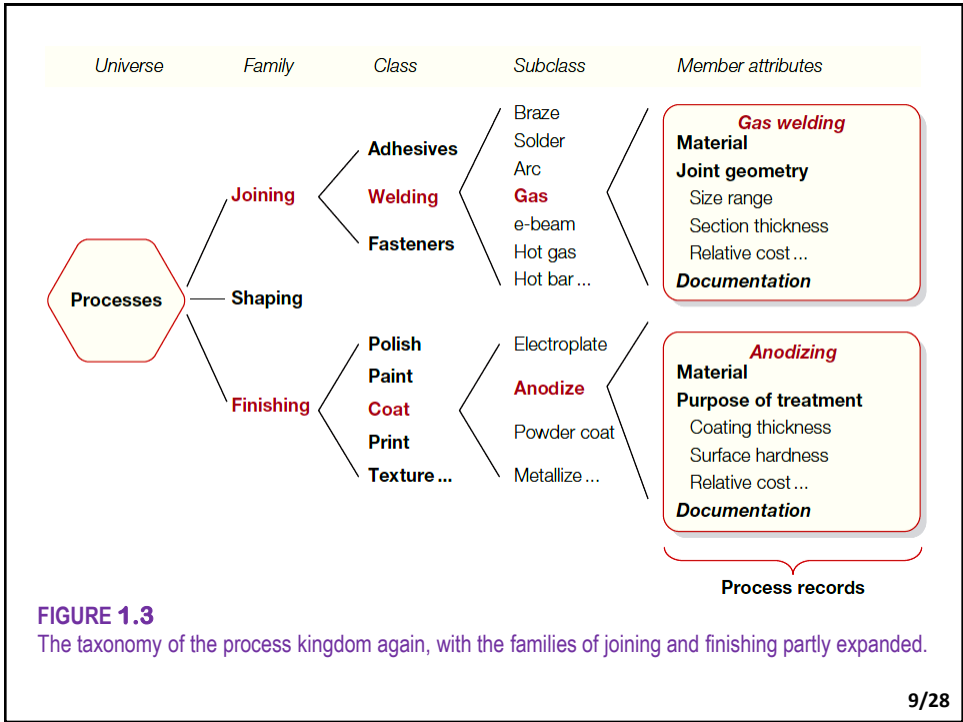 Universe Family Class Subclass Member attributes
Processes
Joining
Shaping
Finishing
Adhesives
Welding
Fasteners
Polish
Paint
Coat
Print
Texture ...
Braze
Solder
Arc
Gas
e-beam
Hot gas
Hot bar ...
Electroplate
Anodize
Powder coat
Metallize ...
Gas welding
Material
Joint geometry
Size range
Section thickness
Relative cost ...
Documentation
Anodizing
Material
Purpose of treatment
Coating thickness
Surface hardness
Relative cost ...
Documentation
Process records
FIGURE 1.3
The taxonomy of the process kingdom again, with the families of joining and finishing partly expanded.
9/28